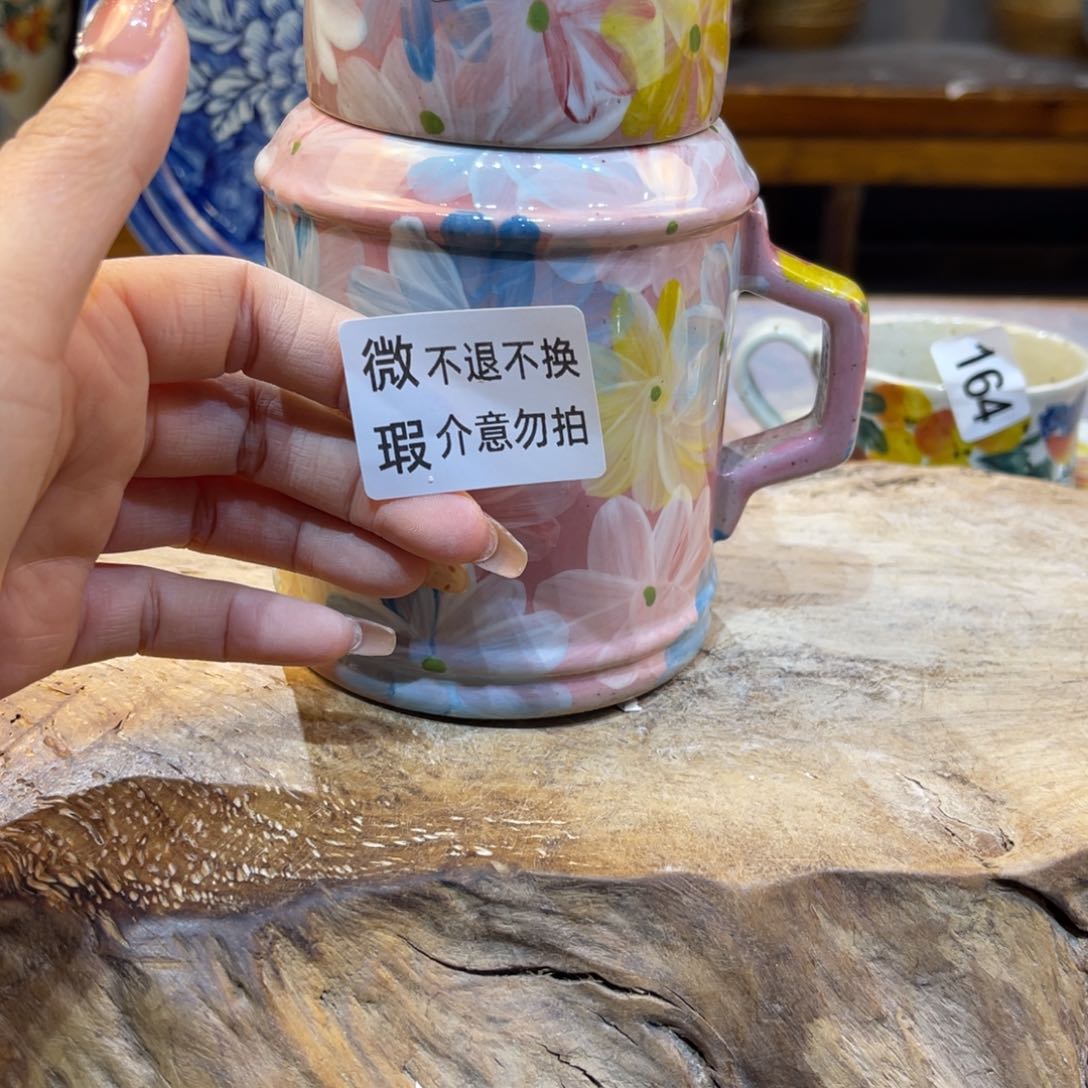 微 不退不换
瑕 介意勿拍
164